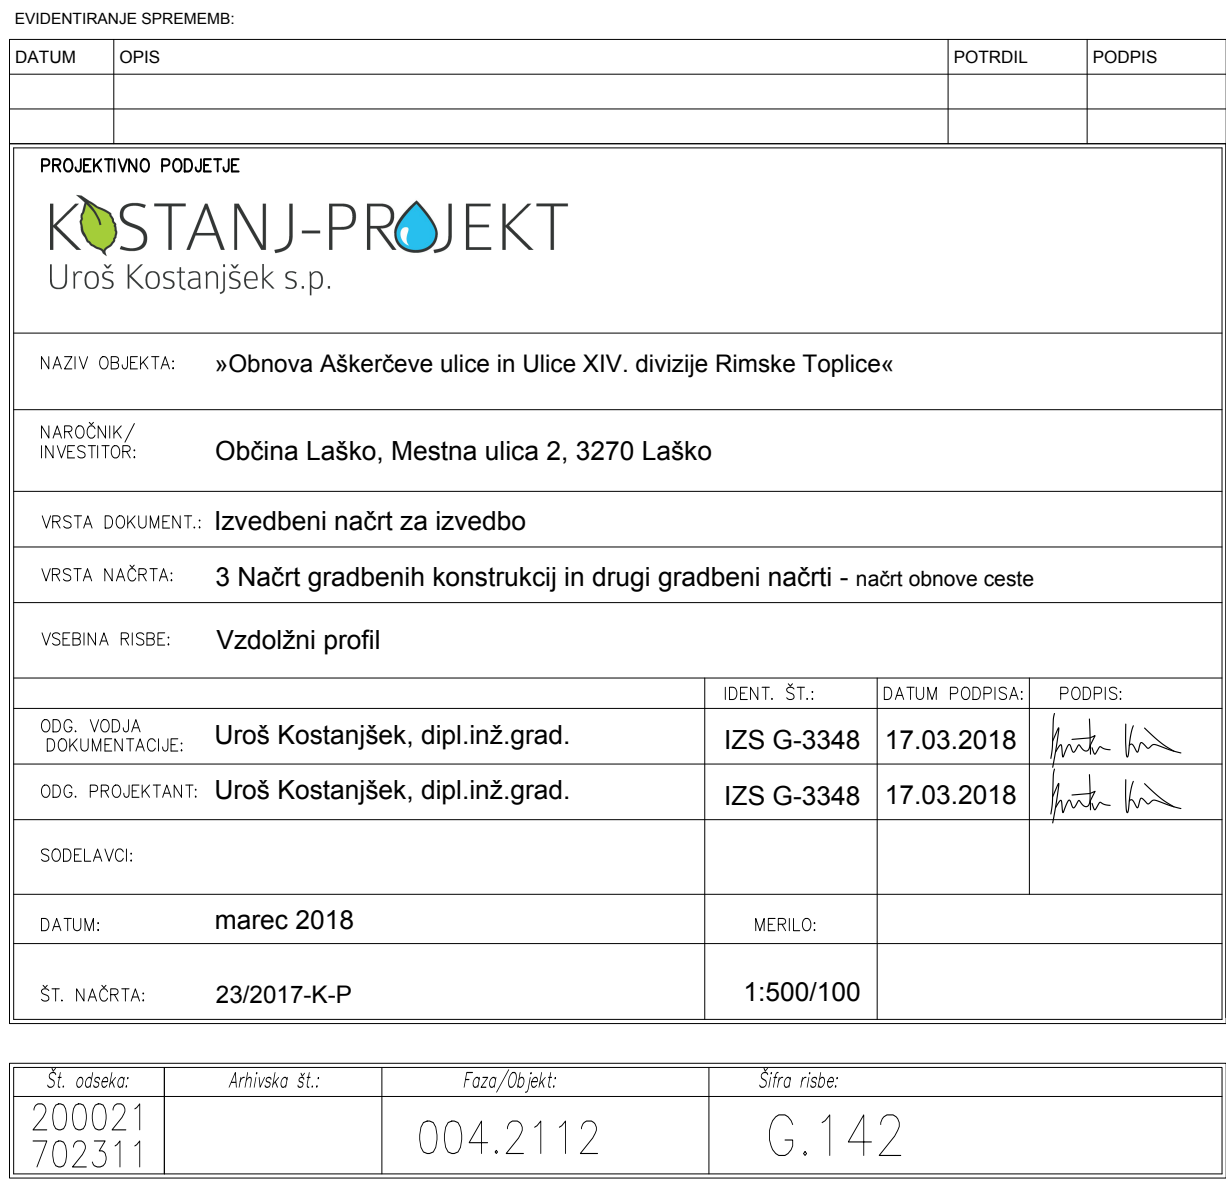 EVIDENTIRANJE SPREMEMB:
DATUM OPIS POTRDIL PODPIS
PROJEKTIVNO PODJETJE
KOSTANJ-PROJEKT
Uroš Kostanjšek s.p.
NAZIV OBJEKTA: »Obnova Aškerčeve ulice in Ulice XIV. divizije Rimske Toplice«
NAROČNIK/
INVESTITOR: Občina Laško, Mestna ulica 2, 3270 Laško
VRSTA DOKUMENT.: Izvedbeni načrt za izvedbo
VRSTA NAČRTA: 3 Načrt gradbenih konstrukcij in drugi gradbeni načrti - načrt obnove ceste
VSEBINA RISBE: Vzdolžni profil
IDENT. ŠT.: DATUM PODPISA: PODPIS:
ODG. VODJA
DOKUMENTACIJE: Uroš Kostanjšek, dipl.inž.grad. IZS G-3348 17.03.2018
ODG. PROJEKTANT: Uroš Kostanjšek, dipl.inž.grad. IZS G-3348 17.03.2018
SODELAVCI:
DATUM: marec 2018 MERILO:
ŠT. NAČRTA: 23/2017-K-P 1:500/100
Št. odseka: Arhivska št.: Faza/Objekt: Šifra risbe:
200021
702311 004.2112 G.142